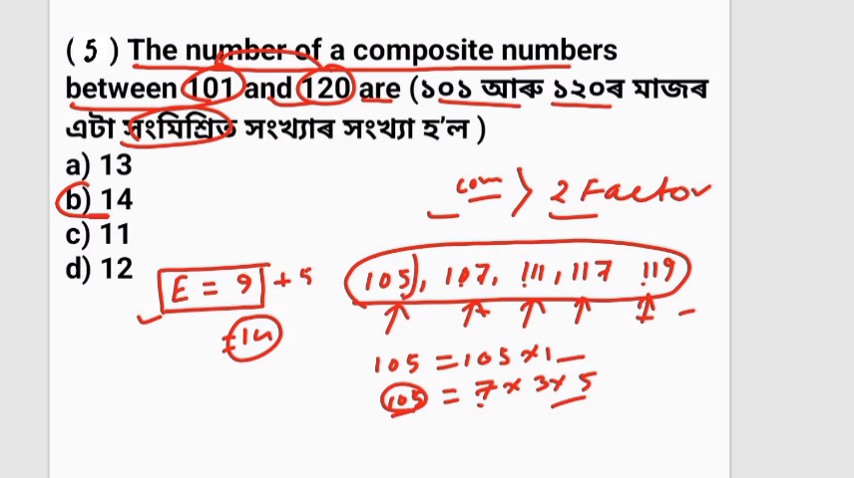 (5) The number of a composite numbers
between 101 and 120 are (১০১ আৰু ১২০ৰ মাজৰ
এটা সংমিশ্ৰিত সংখ্যাৰ সংখ্যা হ'ল )
a) 13
b) 14
c) 11
d) 12
com > 2 Factor
E = 9 + 5
105, 107, 111, 117 119
= 14
105 = 105 × 1
105 = 7 × 3 × 5